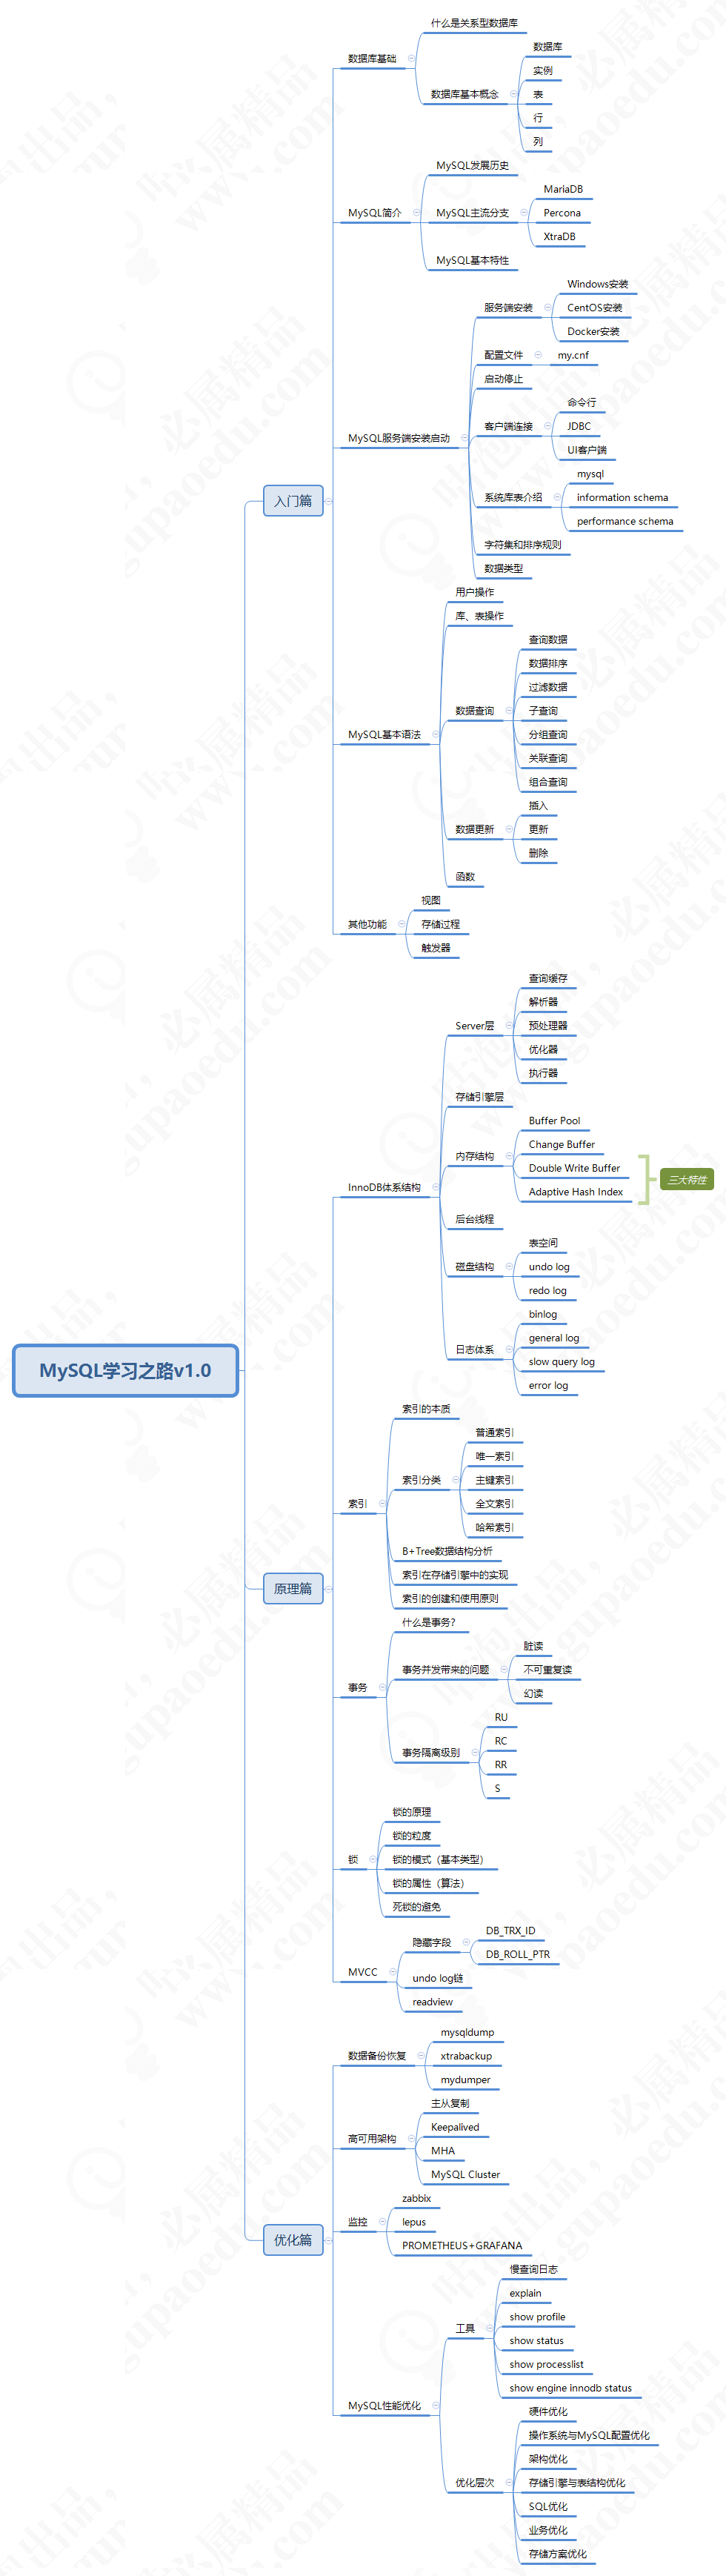 MySQL学习之路v1.0
入门篇
数据库基础
什么是关系型数据库
数据库基本概念
数据库
实例
表
行
列
MySQL简介
MySQL发展历史
MySQL主流分支
MariaDB
Percona
XtraDB
MySQL基本特性
MySQL服务端安装启动
服务端安装
Windows安装
CentOS安装
Docker安装
配置文件
my.cnf
启动停止
客户端连接
命令行
JDBC
UI客户端
系统库表介绍
mysql
information schema
performance schema
字符集和排序规则
数据类型
MySQL基本语法
用户操作
库、表操作
数据查询
查询数据
数据排序
过滤数据
子查询
分组查询
关联查询
组合查询
数据更新
插入
更新
删除
函数
其他功能
视图
存储过程
触发器
原理篇
InnoDB体系结构
Server层
查询缓存
解析器
预处理器
优化器
执行器
存储引擎层
内存结构
Buffer Pool
Change Buffer
Double Write Buffer
Adaptive Hash Index
三大特性
后台线程
磁盘结构
表空间
undo log
redo log
日志体系
binlog
general log
slow query log
error log
索引
索引的本质
索引分类
普通索引
唯一索引
主键索引
全文索引
哈希索引
B+Tree数据结构分析
索引在存储引擎中的实现
索引的创建和使用原则
事务
什么是事务?
事务并发带来的问题
脏读
不可重复读
幻读
事务隔离级别
RU
RC
RR
S
锁
锁的原理
锁的粒度
锁的模式（基本类型）
锁的属性（算法）
死锁的避免
MVCC
隐藏字段
DB_TRX_ID
DB_ROLL_PTR
undo log链
readview
优化篇
数据备份恢复
mysqldump
xtrabackup
mydumper
高可用架构
主从复制
Keepalived
MHA
MySQL Cluster
监控
zabbix
lepus
PROMETHEUS+GRAFANA
MySQL性能优化
工具
慢查询日志
explain
show profile
show status
show processlist
show engine innodb status
优化层次
硬件优化
操作系统与MySQL配置优化
架构优化
存储引擎与表结构优化
SQL优化
业务优化
存储方案优化